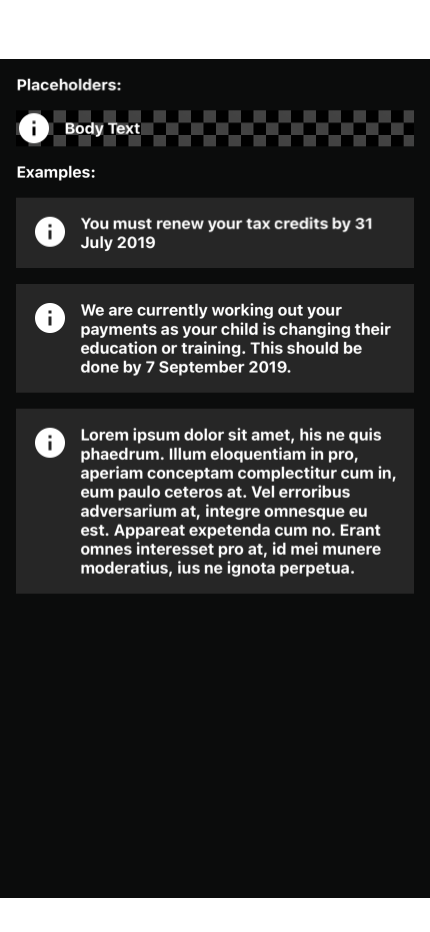 Placeholders:
Body Text
Examples:
You must renew your tax credits by 31
July 2019
We are currently working out your
payments as your child is changing their
education or training. This should be
done by 7 September 2019.
Lorem ipsum dolor sit amet, his ne quis
phaedrum. Illum eloquentiam in pro,
aperiam conceptam complectitur cum in,
eum paulo ceteros at. Vel erroribus
adversarium at, integre omnesque eu
est. Appareat expetenda cum no. Erant
omnes interesset pro at, id mei munere
moderatius, ius ne ignota perpetua.